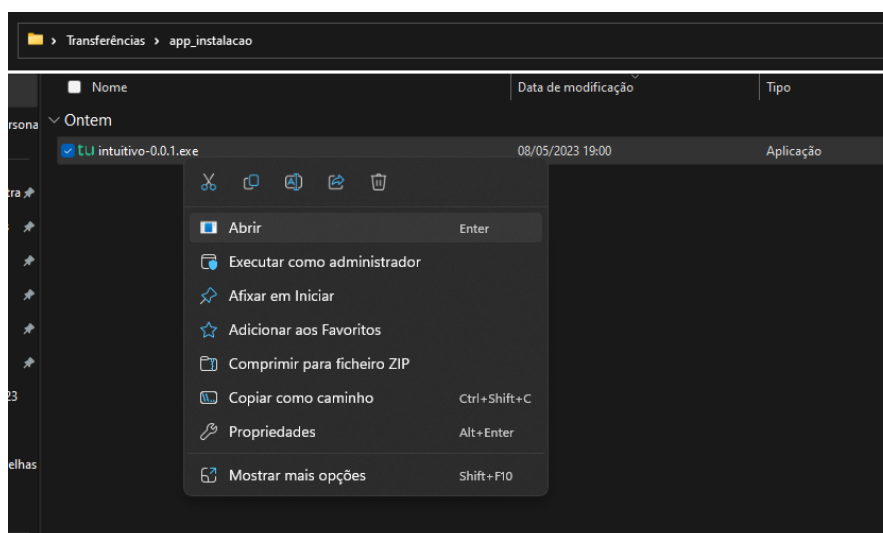 Transferências > app_instalacao
Nome Data de modificação Tipo
rsona
Ontem
tu intuitivo-0.0.1.exe 08/05/2023 19:00 Aplicação
tra
s
Abrir Enter
Executar como administrador
Afixar em Iniciar
Adicionar aos Favoritos
Comprimir para ficheiro ZIP
23
Copiar como caminho Ctrl+Shift+C
Propriedades Alt+Enter
elhas
Mostrar mais opções Shift+F10